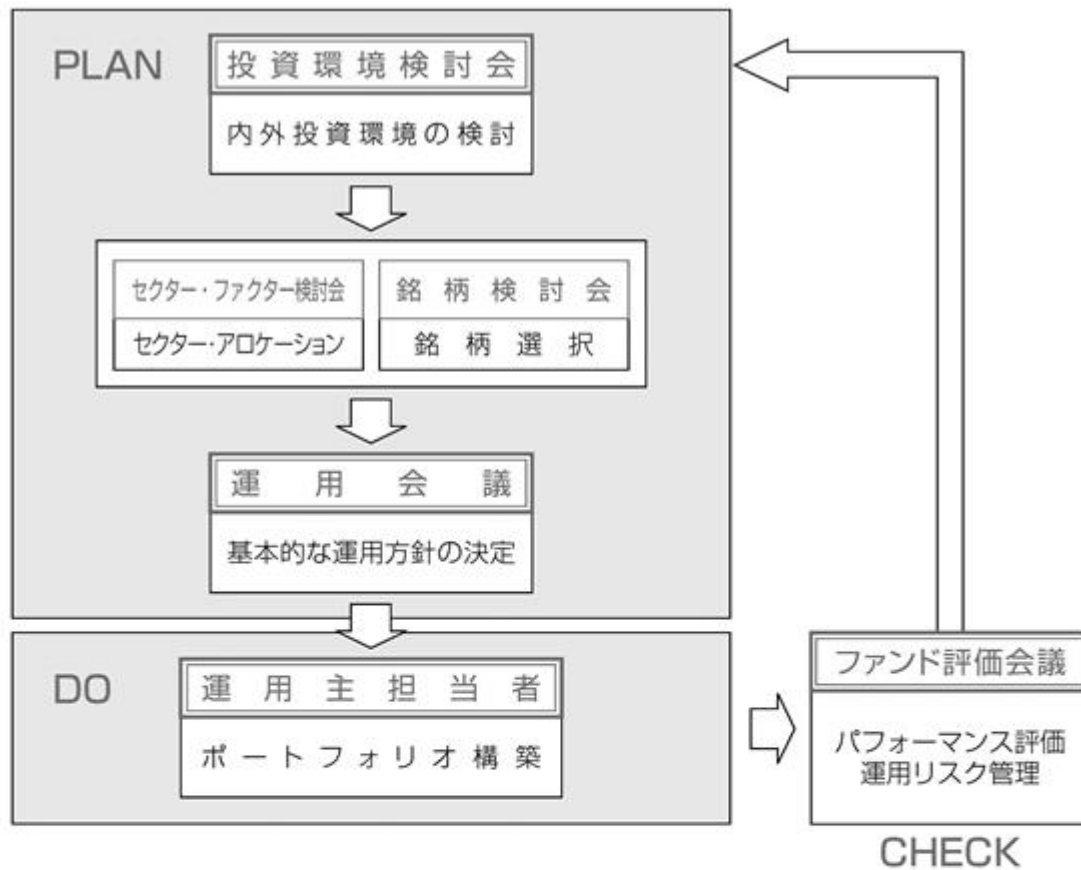 PLAN
投資環境検討会
内外投資環境の検討
セクター・ファクター検討会
セクター・アロケーション
銘柄検討会
銘柄選択
運用会議
基本的な運用方針の決定
DO
運用主担当者
ポートフォリオ構築
ファンド評価会議
パフォーマンス評価
運用リスク管理
CHECK